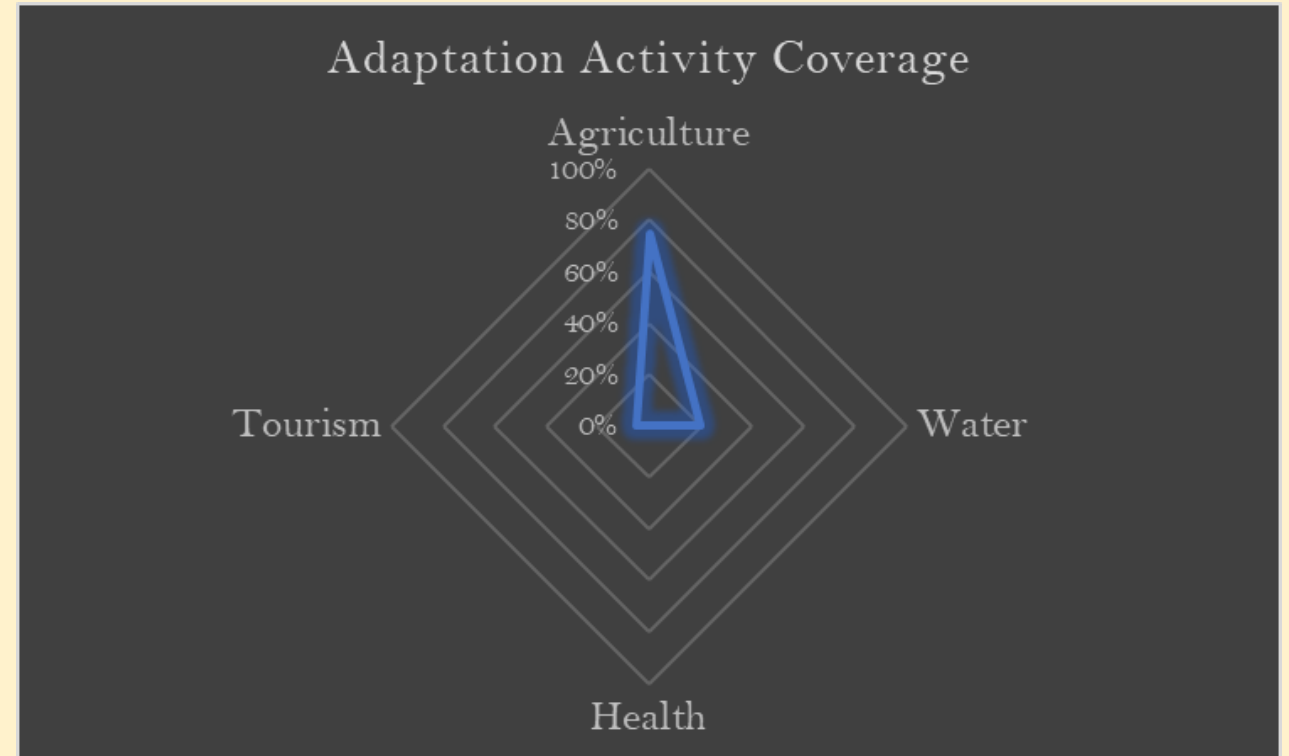 Adaptation Activity Coverage
Agriculture
100%
80%
60%
40%
20%
0%
Tourism
Water
Health